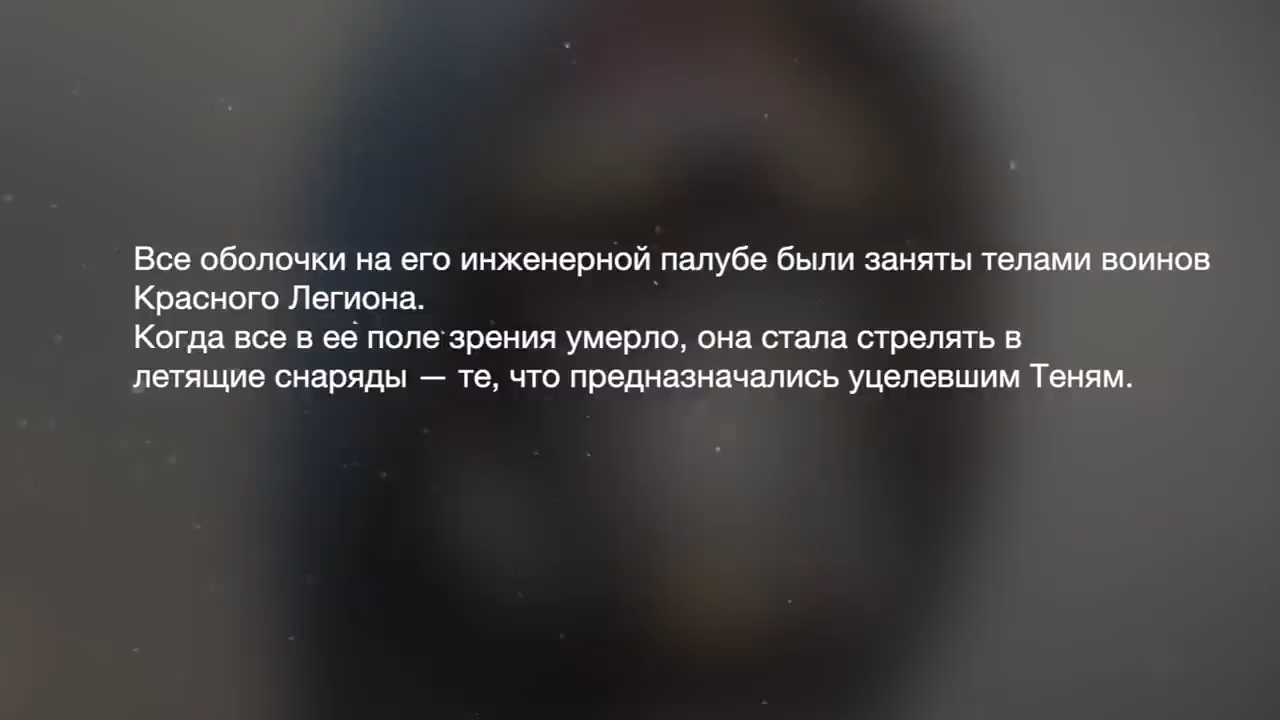 Все оболочки на его инженерной палубе были заняты телами воинов
Красного Легиона.
Когда все в ее поле зрения умерло, она стала стрелять в
летящие снаряды — те, что предназначались уцелевшим Теням.